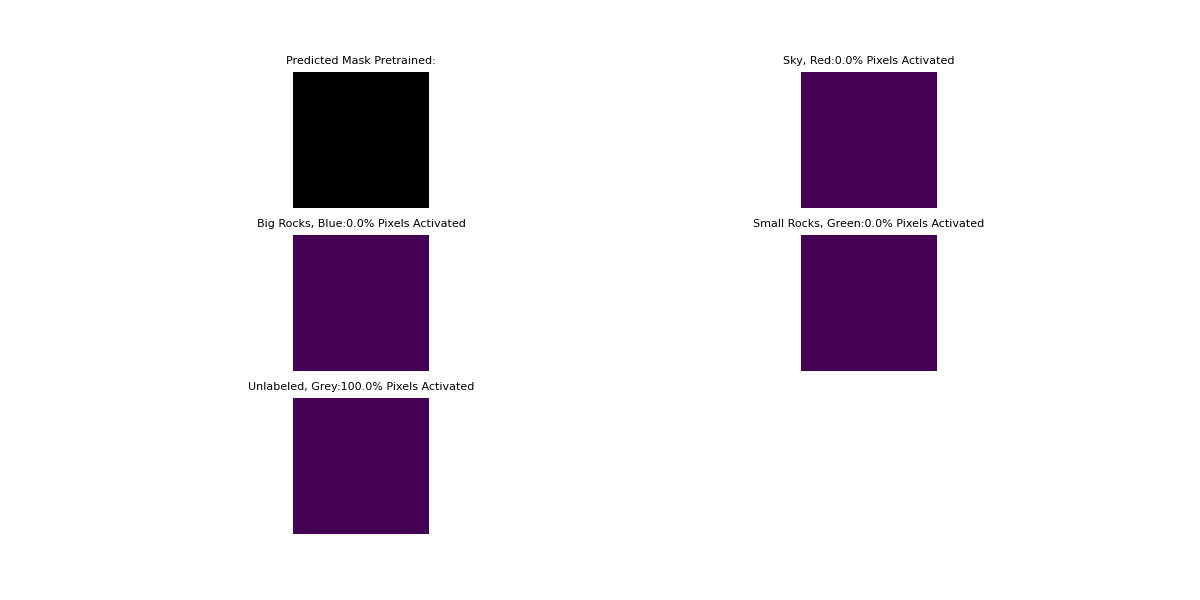 Predicted Mask Pretrained:
Sky, Red:0.0% Pixels Activated
Big Rocks, Blue:0.0% Pixels Activated
Small Rocks, Green:0.0% Pixels Activated
Unlabeled, Grey:100.0% Pixels Activated